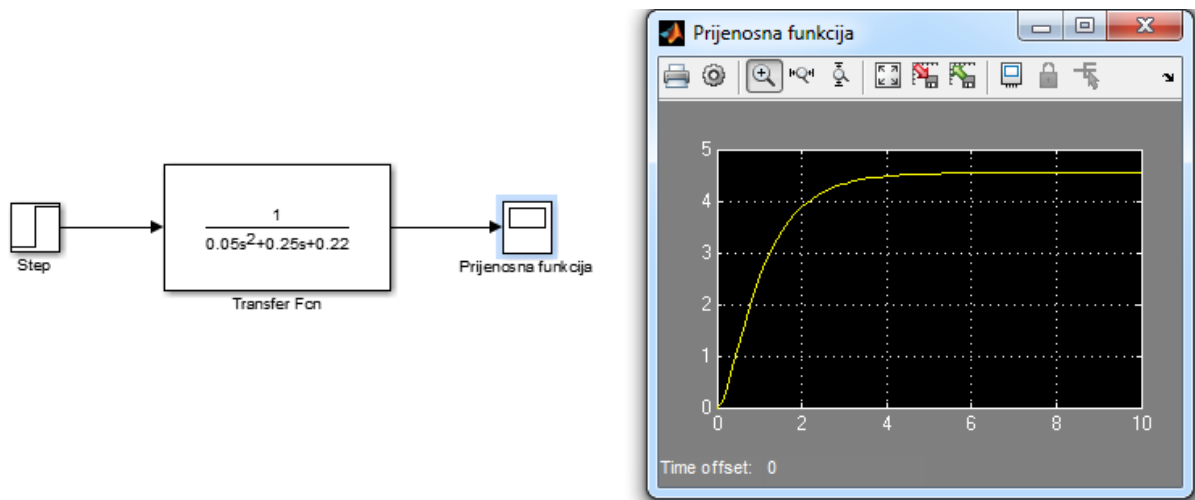 Step
1
0.05s²+0.25s+0.22
Transfer Fcn
Prijenosna funkcija
Prijenosna funkcija
5
4
3
2
1
0
0 2 4 6 8 10
Time offset: 0